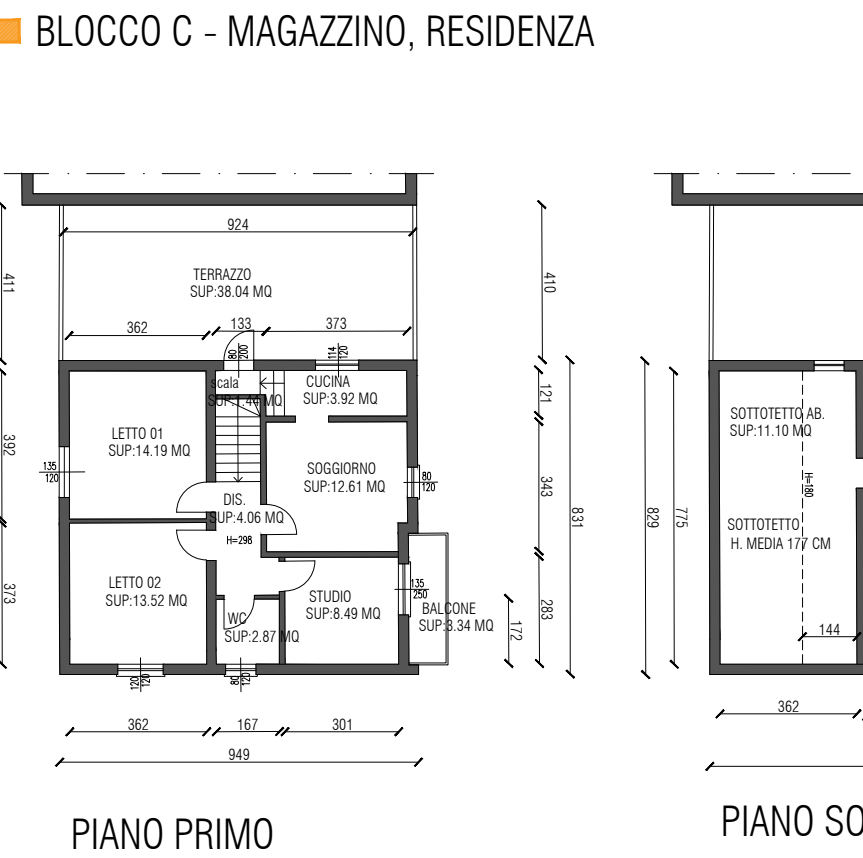 BLOCCO C - MAGAZZINO, RESIDENZA
924
411
TERRAZZO
SUP:38.04 MQ
410
362
133
373
80
200
114
120
scala
SUP:1.44 MQ
CUCINA
SUP:3.92 MQ
121
392
LETTO 01
SUP:14.19 MQ
135
120
SOGGIORNO
SUP:12.61 MQ
80
120
343
831
DIS.
SUP:4.06 MQ
H=298
373
LETTO 02
SUP:13.52 MQ
STUDIO
SUP:8.49 MQ
135
250
BALCONE
SUP:3.34 MQ
283
172
WC
SUP:2.87 MQ
120
120
80
120
362
167
301
949
PIANO PRIMO
829
775
SOTTOTETTO AB.
SUP:11.10 MQ
H=180
SOTTOTETTO
H. MEDIA 177 CM
144
362
PIANO SO